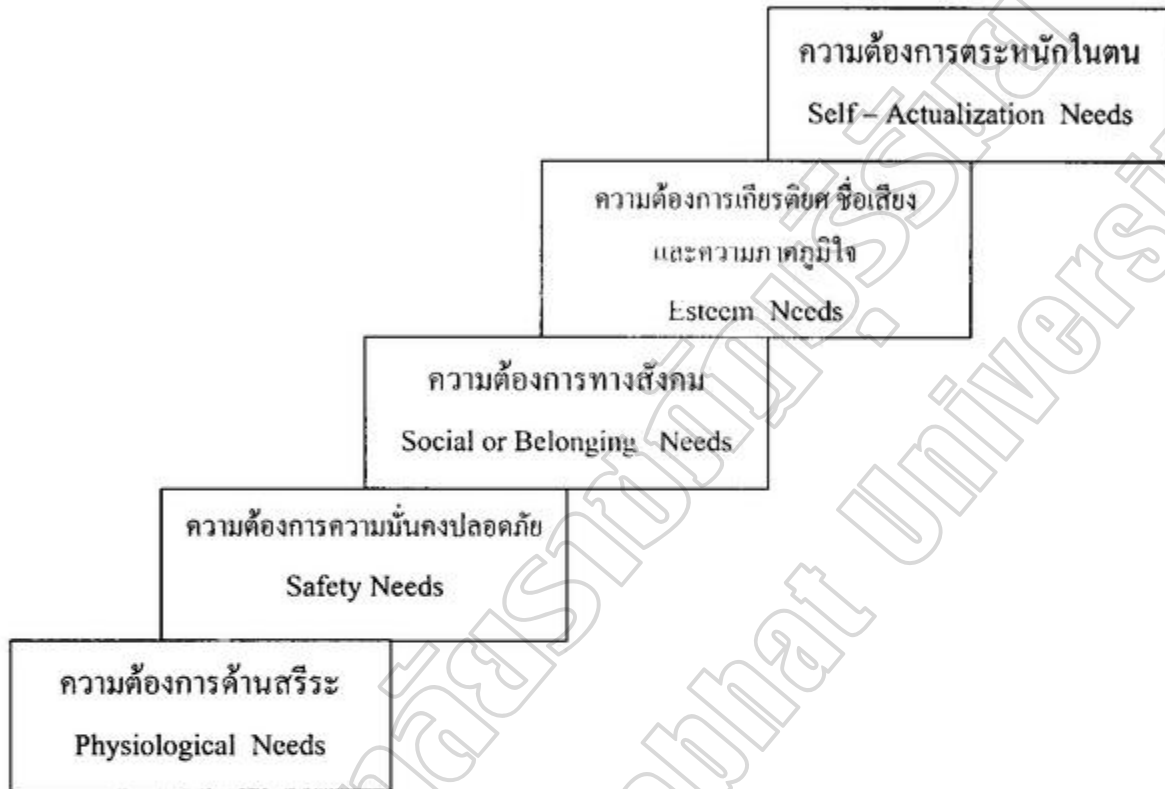 ความต้องการตระหนักในตน
Self – Actualization Needs
ความต้องการเกียรติยศ ชื่อเสียง
และความภาคภูมิใจ
Esteem Needs
ความต้องการทางสังคม
Social or Belonging Needs
ความต้องการความมั่นคงปลอดภัย
Safety Needs
ความต้องการด้านสรีระ
Physiological Needs